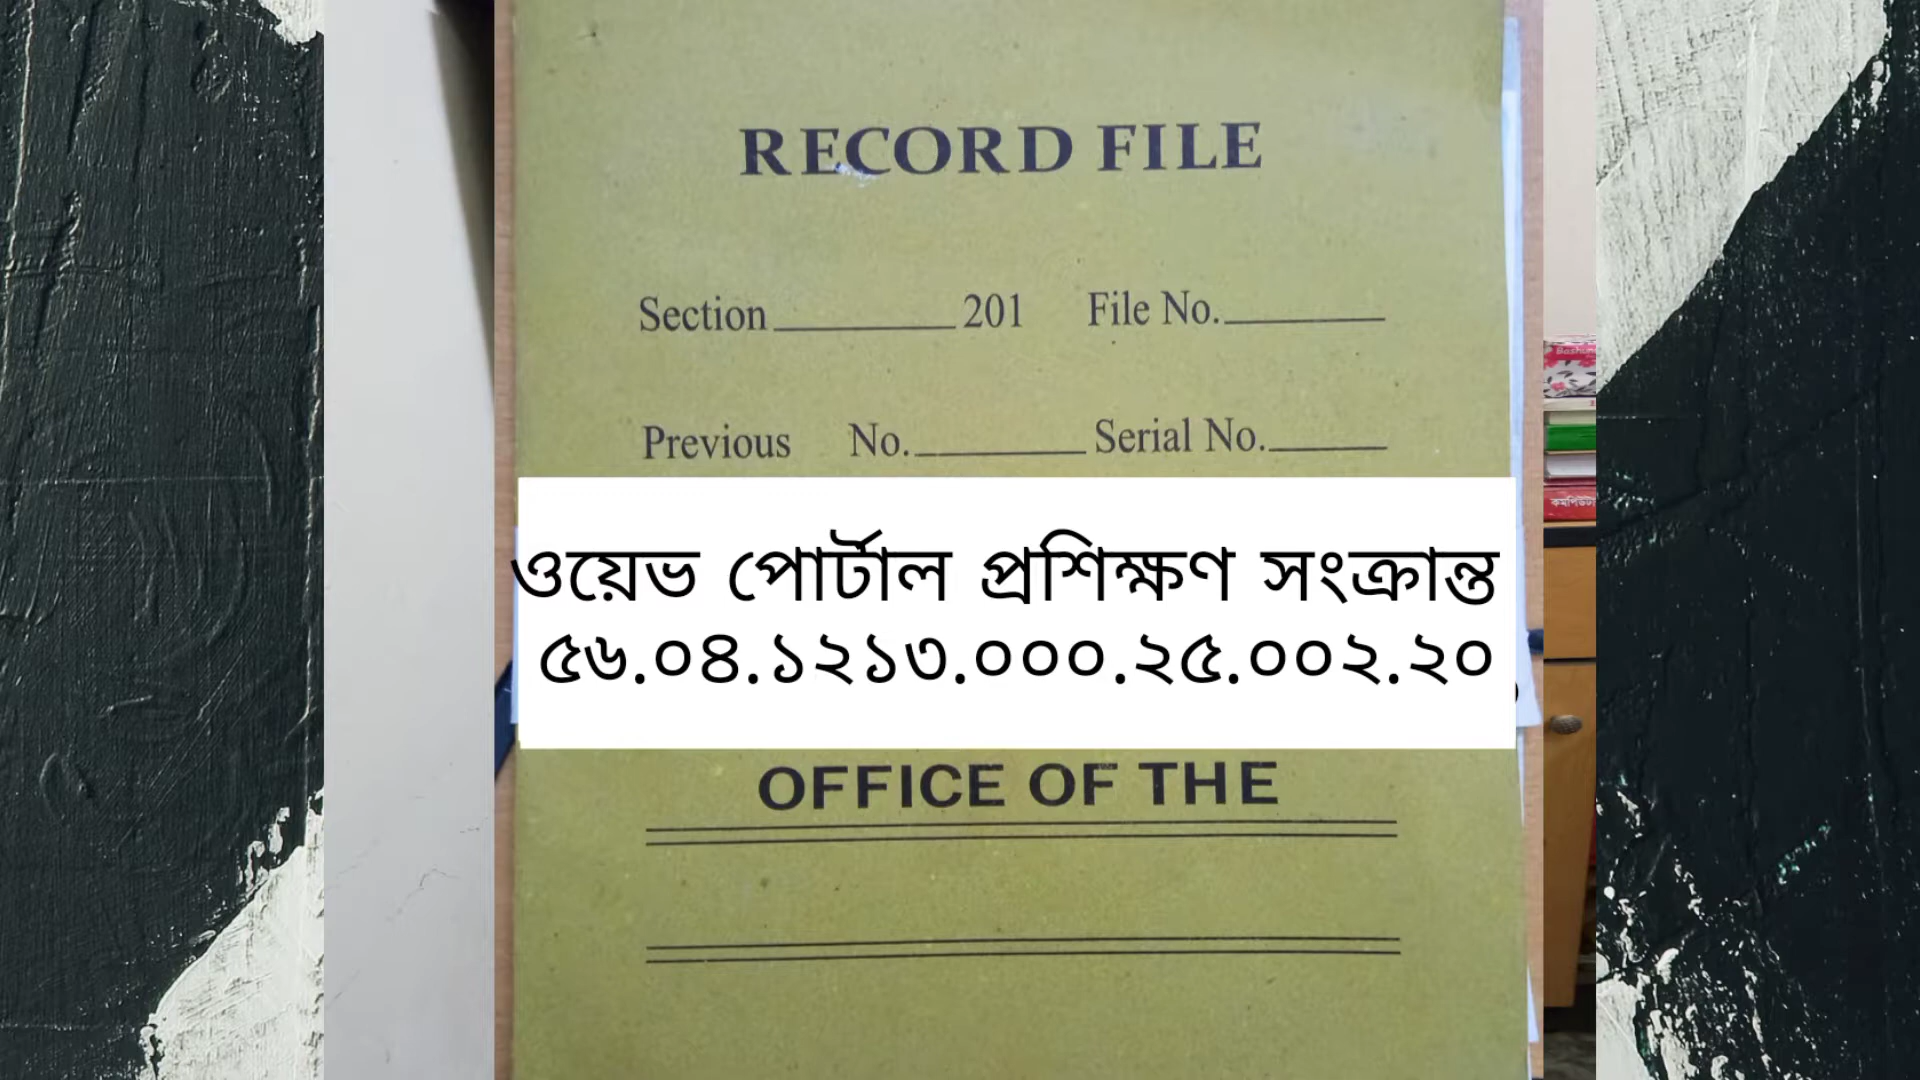 RECORD FILE
Section 201 File No.
Previous No. Serial No.
ওয়েভ পোর্টাল প্রশিক্ষণ সংক্রান্ত
৫৬.০৪.১২১৩.০০০.২৫.০০২.২০
OFFICE OF THE